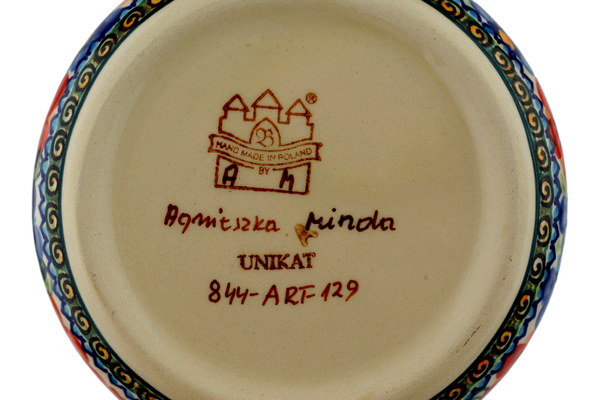 ®
B
HAND MADE IN POLAND
BY
A M
Agnieszka Minda
UNIKAT
844-ART-129